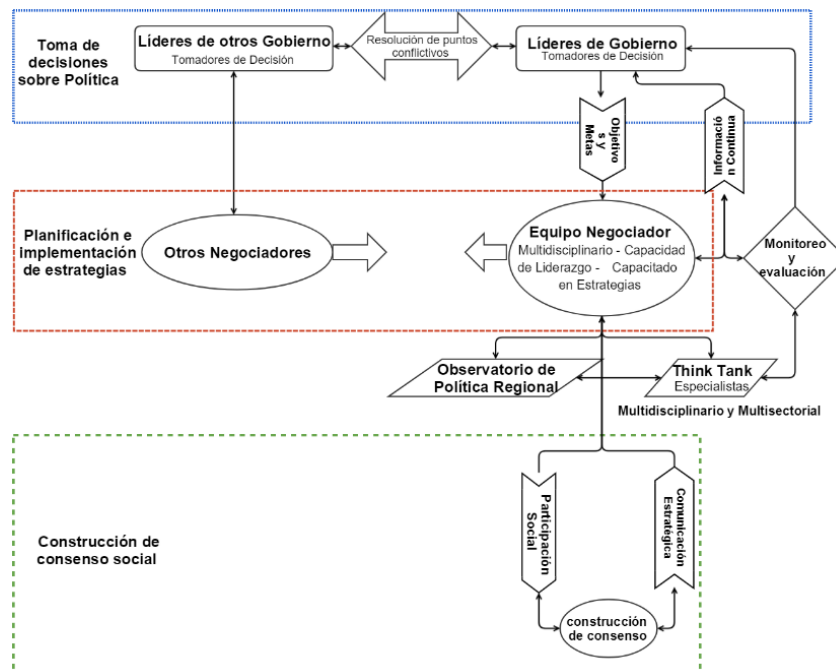 Toma de
decisiones
sobre Política
Líderes de otros Gobierno
Tomadores de Decisión
Resolución de puntos
conflictivos
Líderes de Gobierno
Tomadores de Decisión
Objetivo
s y
Metas
Informació
n Continua
Planificación e
implementación
de estrategias
Otros Negociadores
Equipo Negociador
Multidisciplinario - Capacidad
de Liderazgo - Capacitado
en Estrategias
Monitoreo
y
evaluación
Observatorio de
Política Regional
Think Tank
Especialistas
Multidisciplinario y Multisectorial
Construcción de
consenso social
Participación
Social
Comunicación
Estratégica
construcción
de consenso